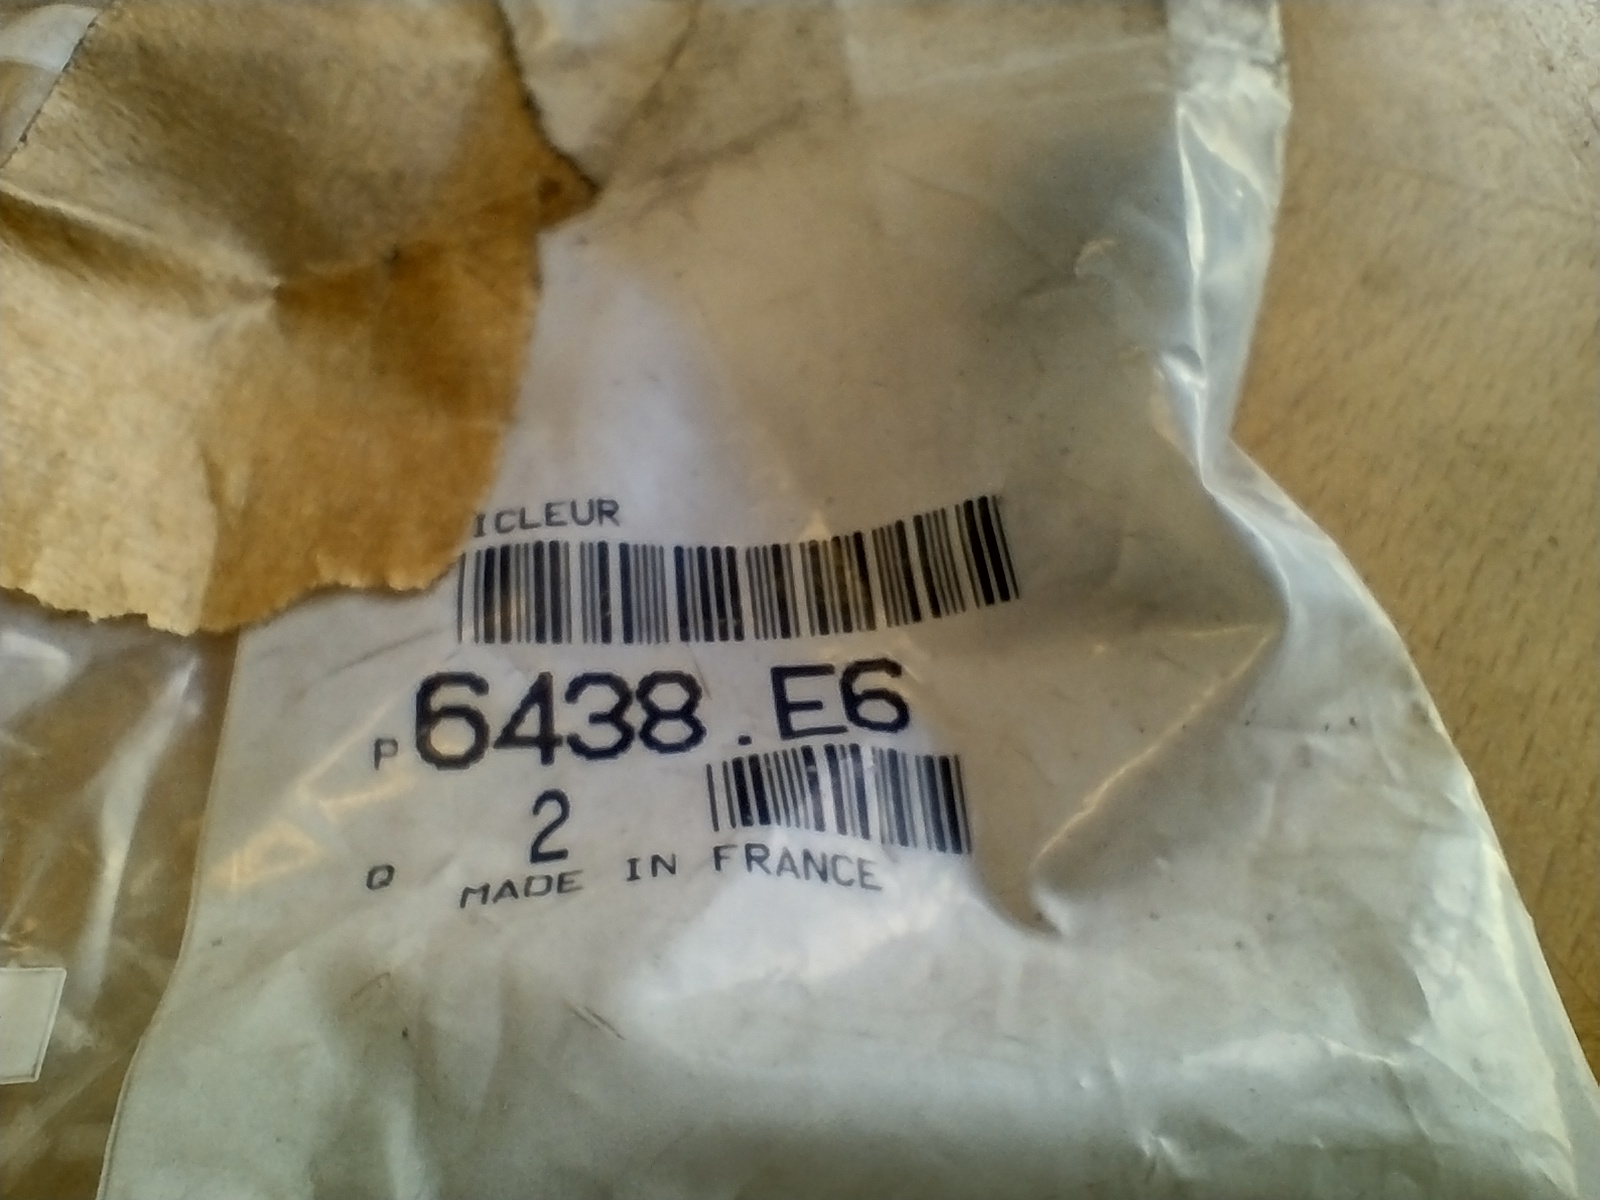 ICLEUR
P 6438.E6
Q 2
MADE IN FRANCE